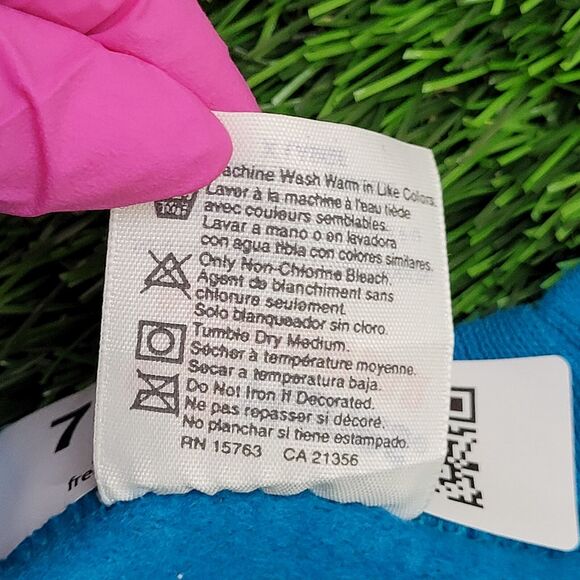 achine Wash Warm in Like Colors.
Laver à la machine à l'eau tiède
avec couleurs semblables.
Lavar a mano o en lavadora
con agua tibia con colores similares.
Only Non-Chlorine Bleach.
Agent de blanchiment sans
chlorure seulement.
Solo blanqueador sin cloro.
Tumble Dry Medium.
Sécher à température moyenne.
Secar a temperatura baja.
Do Not Iron if Decorated.
Ne pas repasser si décoré.
No planchar si tiene estampado.
RN 15763 CA 21356
7
fre